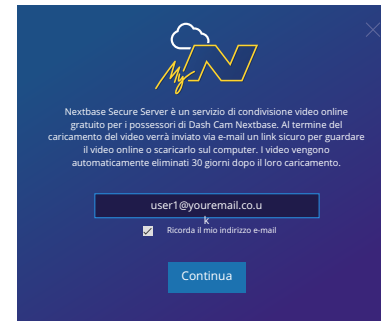 My N
Nextbase Secure Server è un servizio di condivisione video online
gratuito per i possessori di Dash Cam Nextbase. Al termine del
caricamento del video verrà inviato via e-mail un link sicuro per guardare
il video online o scaricarlo sul computer. I video vengono
automaticamente eliminati 30 giorni dopo il loro caricamento.
user1@youremail.co.u
k
Ricorda il mio indirizzo e-mail
Continua